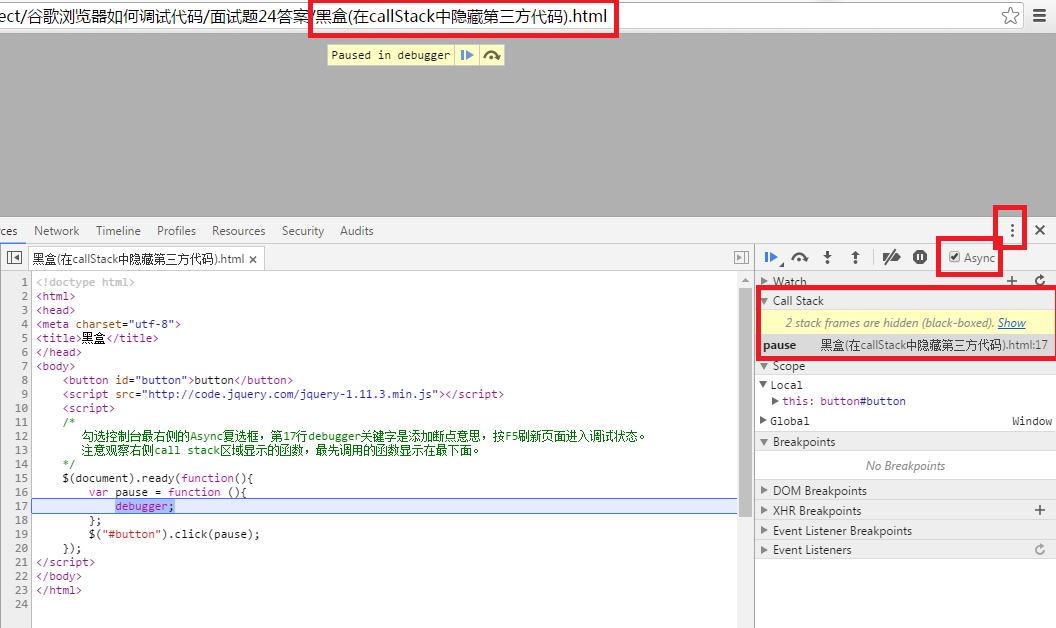 ect/谷歌浏览器如何调试代码/面试题24答案/黑盒(在callStack中隐藏第三方代码).html
Paused in debugger
ces Network Timeline Profiles Resources Security Audits
黑盒(在callStack中隐藏第三方代码).html ×
Async
1 <!doctype html>
2 <html>
3 <head>
4 <meta charset="utf-8">
5 <title>黑盒</title>
6 </head>
7 <body>
8 <button id="button">button</button>
9 <script src="http://code.jquery.com/jquery-1.11.3.min.js"></script>
10 <script>
11 /*
12 勾选控制台最右侧的Async复选框，第17行debugger关键字是添加断点意思，按F5刷新页面进入调试状态。
13 注意观察右侧call stack区域显示的函数，最先调用的函数显示在最下面。
14 */
15 $(document).ready(function(){
16 var pause = function (){
17 debugger;
18 };
19 $("#button").click(pause);
20 });
21 </script>
22 </body>
23 </html>
24
Watch
Call Stack
2 stack frames are hidden (black-boxed). Show
pause 黑盒(在callStack中隐藏第三方代码).html:17
Scope
Local
this: button#button
Global Window
Breakpoints
No Breakpoints
DOM Breakpoints
XHR Breakpoints
Event Listener Breakpoints
Event Listeners